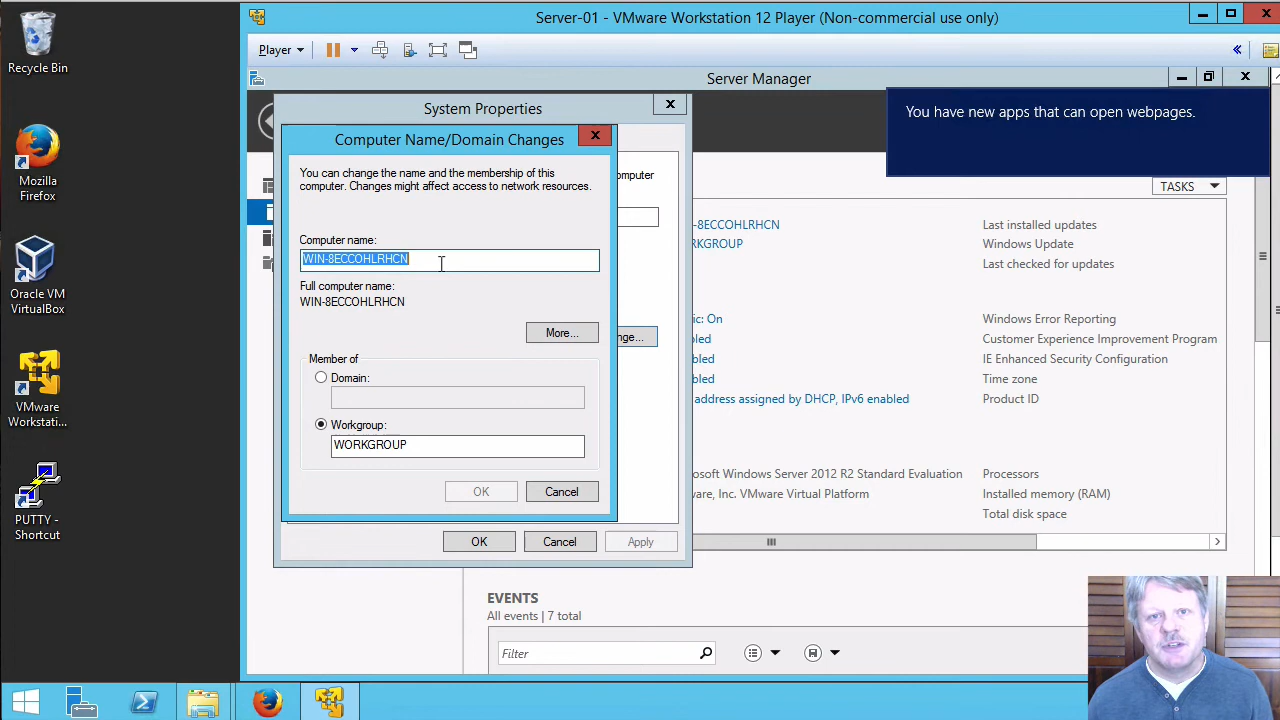 Recycle Bin
Mozilla
Firefox
Oracle VM
VirtualBox
VMware
Workstati...
PUTTY -
Shortcut
Server-01 - VMware Workstation 12 Player (Non-commercial use only)
Player
Server Manager
You have new apps that can open webpages.
TASKS
System Properties
Computer Name/Domain Changes
You can change the name and the membership of this
computer. Changes might affect access to network resources.
Computer name:
WIN-8ECCOHLRHCN
Full computer name:
WIN-8ECCOHLRHCN
More...
Member of
Domain:
Workgroup:
WORKGROUP
OK
Cancel
omputer
nge...
OK
Cancel
Apply
-8ECCOHLRHCN
RKGROUP
ic: On
bled
bled
bled
address assigned by DHCP, IPv6 enabled
osoft Windows Server 2012 R2 Standard Evaluation
ware, Inc. VMware Virtual Platform
Last installed updates
Windows Update
Last checked for updates
Windows Error Reporting
Customer Experience Improvement Program
IE Enhanced Security Configuration
Time zone
Product ID
Processors
Installed memory (RAM)
Total disk space
EVENTS
All events | 7 total
Filter